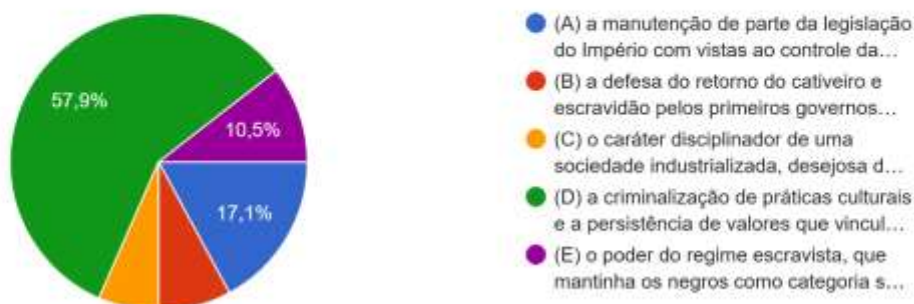 57,9%
10,5%
17,1%
(A) a manutenção de parte da legislação
do Império com vistas ao controle da…
(B) a defesa do retorno do cativeiro e
escravidão pelos primeiros governos…
(C) o caráter disciplinador de uma
sociedade industrializada, desejosa d…
(D) a criminalização de práticas culturais
e a persistência de valores que vincul…
(E) o poder do regime escravista, que
mantinha os negros como categoria s…